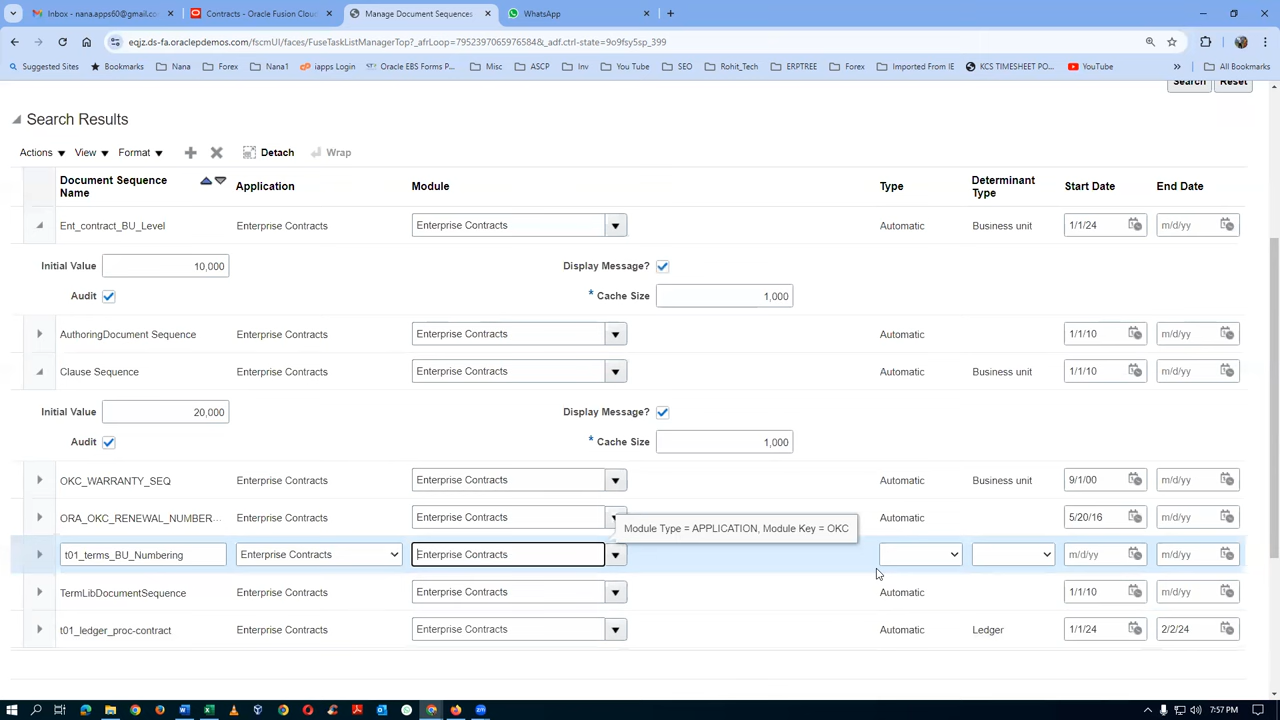 Inbox - nana.apps60@gmail.co
Contracts - Oracle Fusion Cloud
Manage Document Sequences
WhatsApp
eqjz.ds-fa.oraclepdemos.com/fscmUI/faces/FuseTaskListManagerTop?_afrLoop=79523970659765​84&_adf.ctrl-state=9o9fsy5sp_399
Suggested Sites Bookmarks Nana Forex Nana1 iapps Login Oracle EBS Forms P... Misc ASCP Inv You Tube SEO Rohit_Tech ERPTREE Forex Imported From IE KCS TIMESHEET PO... YouTube » All Bookmarks
Search Reset
Search Results
Actions View Format Detach Wrap
Document Sequence Name Application Module Type Determinant Type Start Date End Date
Ent_contract_BU_Level Enterprise Contracts Enterprise Contracts Automatic Business unit 1/1/24 m/d/yy
Initial Value 10,000 Display Message?
Audit * Cache Size 1,000
AuthoringDocument Sequence Enterprise Contracts Enterprise Contracts Automatic 1/1/10 m/d/yy
Clause Sequence Enterprise Contracts Enterprise Contracts Automatic Business unit 1/1/10 m/d/yy
Initial Value 20,000 Display Message?
Audit * Cache Size 1,000
OKC_WARRANTY_SEQ Enterprise Contracts Enterprise Contracts Automatic Business unit 9/1/00 m/d/yy
ORA_OKC_RENEWAL_NUMBER... Enterprise Contracts Enterprise Contracts Automatic 5/20/16 m/d/yy
Module Type = APPLICATION, Module Key = OKC
t01_terms_BU_Numbering Enterprise Contracts Enterprise Contracts m/d/yy m/d/yy
TermLibDocumentSequence Enterprise Contracts Enterprise Contracts Automatic 1/1/10 m/d/yy
t01_ledger_proc-contract Enterprise Contracts Enterprise Contracts Automatic Ledger 1/1/24 2/2/24
7:57 PM